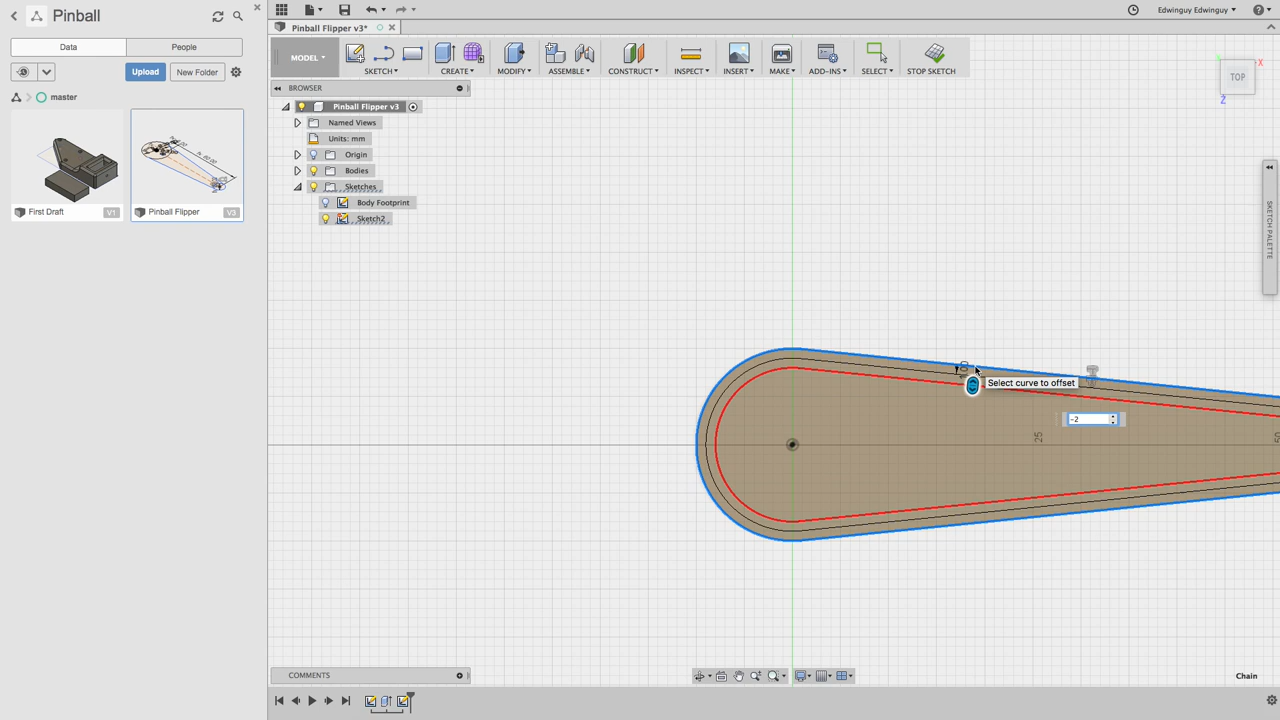 Pinball
Data
People
Upload
New Folder
master
First Draft
V1
Pinball Flipper
V3
Edwinguy Edwinguy
Pinball Flipper v3*
MODEL
SKETCH
CREATE
MODIFY
ASSEMBLE
CONSTRUCT
INSPECT
INSERT
MAKE
ADD-INS
SELECT
STOP SKETCH
TOP
X
Z
BROWSER
Pinball Flipper v3
Named Views
Units: mm
Origin
Bodies
Sketches
Body Footprint
Sketch2
SKETCH PALETTE
Select curve to offset
-2
25
50
COMMENTS
Chain